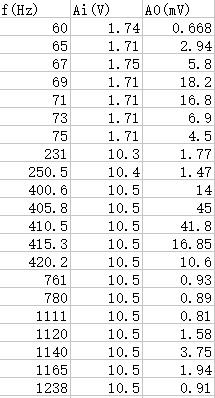 f(Hz) Ai(V) A0(mV)
60 1.74 0.668
65 1.71 2.94
67 1.75 5.8
69 1.71 18.2
71 1.71 16.8
73 1.71 6.9
75 1.71 4.5
231 10.3 1.77
250.5 10.4 1.47
400.6 10.5 14
405.8 10.5 45
410.5 10.5 41.8
415.3 10.5 16.85
420.2 10.5 10.6
761 10.5 0.93
780 10.5 0.89
1111 10.5 0.81
1120 10.5 1.58
1140 10.5 3.75
1165 10.5 1.94
1238 10.5 0.91